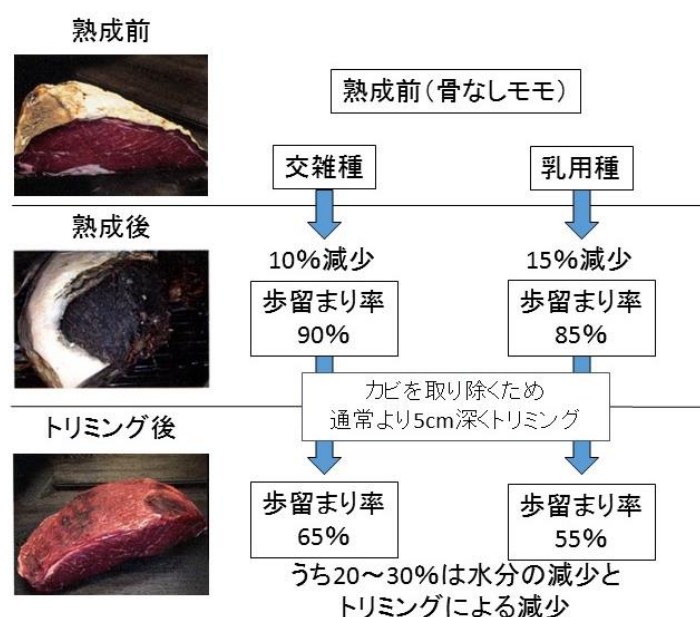 熟成前
熟成前（骨なしモモ）
交雑種
乳用種
熟成後
10%減少
15%減少
歩留まり率
90%
歩留まり率
85%
カビを取り除くため
通常より5cm深くトリミング
トリミング後
歩留まり率
65%
歩留まり率
55%
うち20～30%は水分の減少と
トリミングによる減少